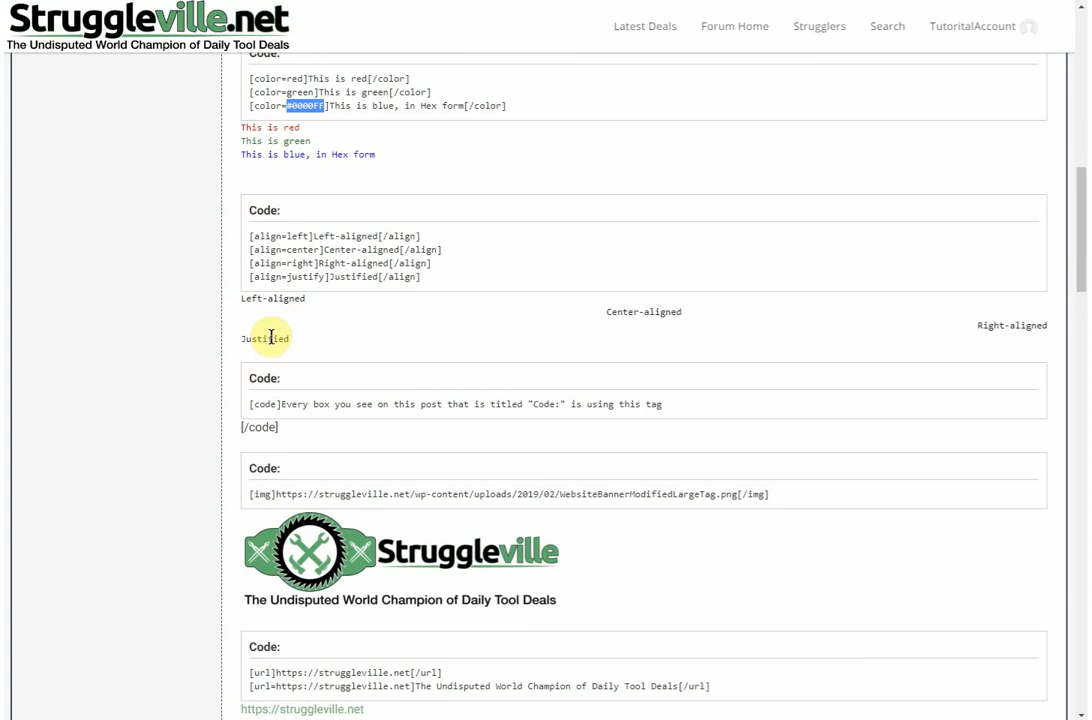 Struggleville.net
The Undisputed World Champion of Daily Tool Deals
Latest Deals
Forum Home
Strugglers
Search
TutoritalAccount
Code:
[color=red]This is red[/color]
[color=green]This is green[/color]
[color=#0000FF]This is blue, in Hex form[/color]
This is red
This is green
This is blue, in Hex form
Code:
[align=left]Left-aligned[/align]
[align=center]Center-aligned[/align]
[align=right]Right-aligned[/align]
[align=justify]Justified[/align]
Left-aligned
Center-aligned
Right-aligned
Justified
Code:
[code]Every box you see on this post that is titled "Code:" is using this tag
[/code]
Code:
[img]https://struggleville.net/wp-content/uploads/2019/02/WebsiteBannerModifiedLargeTag.png[/img]
Struggleville
The Undisputed World Champion of Daily Tool Deals
Code:
[url]https://struggleville.net[/url]
[url=https://struggleville.net]The Undisputed World Champion of Daily Tool Deals[/url]
https://struggleville.net